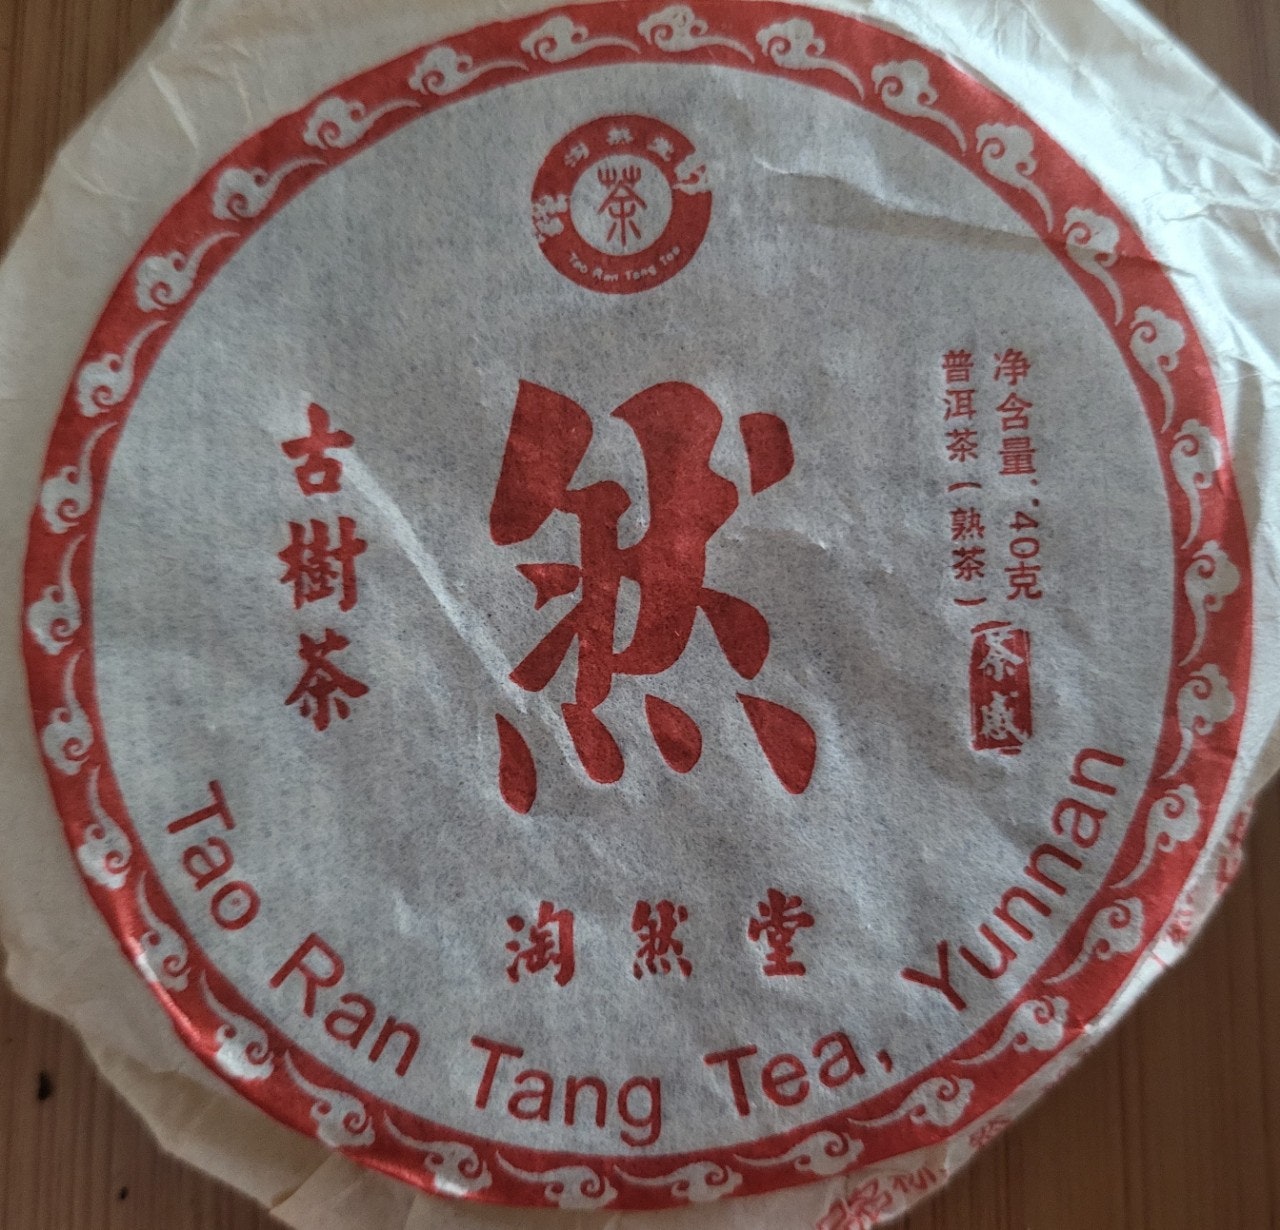 淘然堂
茶
Tao Ran Tang Tea
净含量:40克
普洱茶(熟茶)
茶感
然
古樹茶
淘然堂
Tao Ran Tang Tea, Yunnan